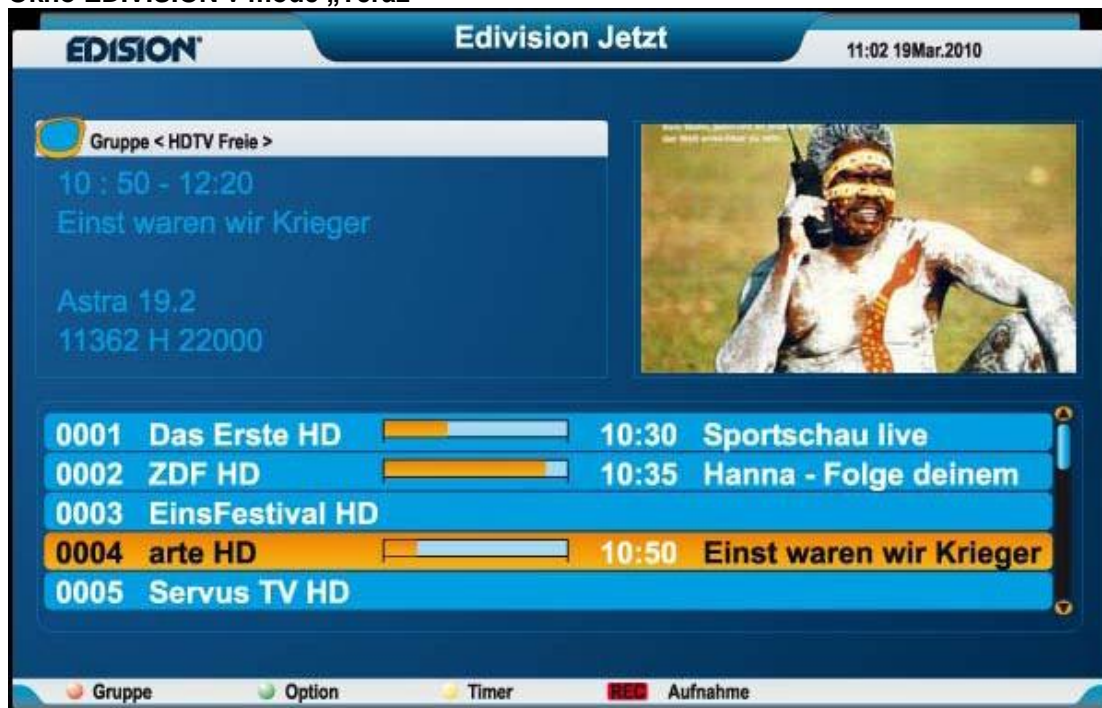 EDISION
Edivision Jetzt
11:02 19Mar.2010
Gruppe < HDTV Freie >
10 : 50 - 12:20
Einst waren wir Krieger
Astra 19.2
11362 H 22000
0001 Das Erste HD 10:30 Sportschau live
0002 ZDF HD 10:35 Hanna - Folge deinem
0003 EinsFestival HD
0004 arte HD 10:50 Einst waren wir Krieger
0005 Servus TV HD
Gruppe Option Timer REC Aufnahme